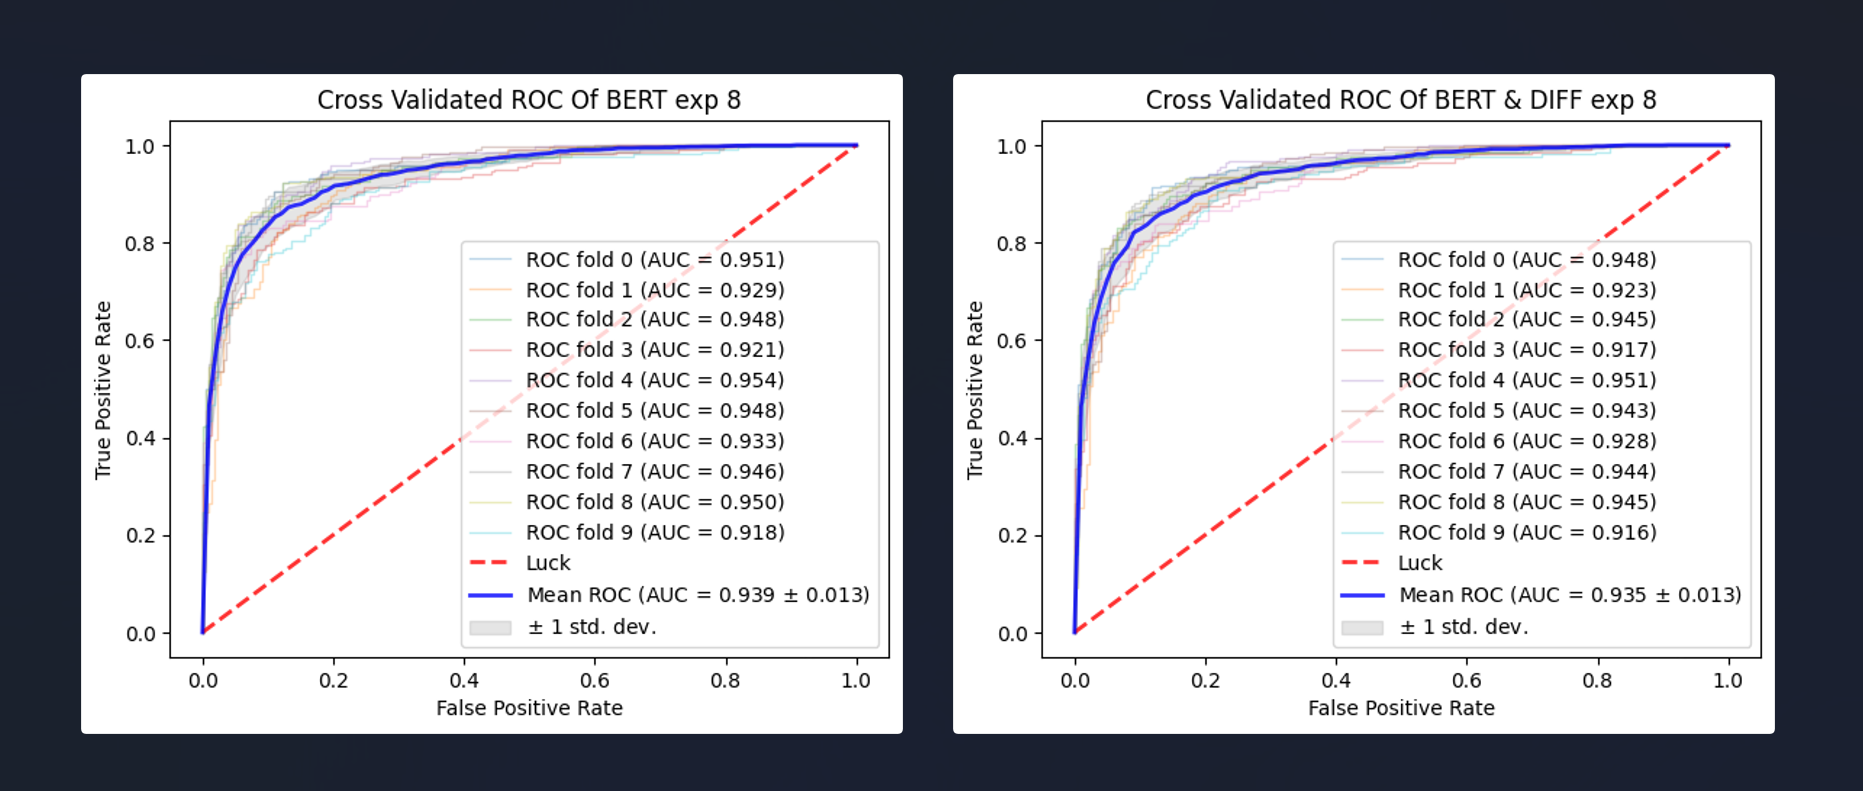 Cross Validated ROC Of BERT exp 8
1.0
0.8
0.6
0.4
0.2
0.0
True Positive Rate
ROC fold 0 (AUC = 0.951)
ROC fold 1 (AUC = 0.929)
ROC fold 2 (AUC = 0.948)
ROC fold 3 (AUC = 0.921)
ROC fold 4 (AUC = 0.954)
ROC fold 5 (AUC = 0.948)
ROC fold 6 (AUC = 0.933)
ROC fold 7 (AUC = 0.946)
ROC fold 8 (AUC = 0.950)
ROC fold 9 (AUC = 0.918)
Luck
Mean ROC (AUC = 0.939 ± 0.013)
± 1 std. dev.
0.0 0.2 0.4 0.6 0.8 1.0
False Positive Rate
Cross Validated ROC Of BERT & DIFF exp 8
1.0
0.8
0.6
0.4
0.2
0.0
True Positive Rate
ROC fold 0 (AUC = 0.948)
ROC fold 1 (AUC = 0.923)
ROC fold 2 (AUC = 0.945)
ROC fold 3 (AUC = 0.917)
ROC fold 4 (AUC = 0.951)
ROC fold 5 (AUC = 0.943)
ROC fold 6 (AUC = 0.928)
ROC fold 7 (AUC = 0.944)
ROC fold 8 (AUC = 0.945)
ROC fold 9 (AUC = 0.916)
Luck
Mean ROC (AUC = 0.935 ± 0.013)
± 1 std. dev.
0.0 0.2 0.4 0.6 0.8 1.0
False Positive Rate